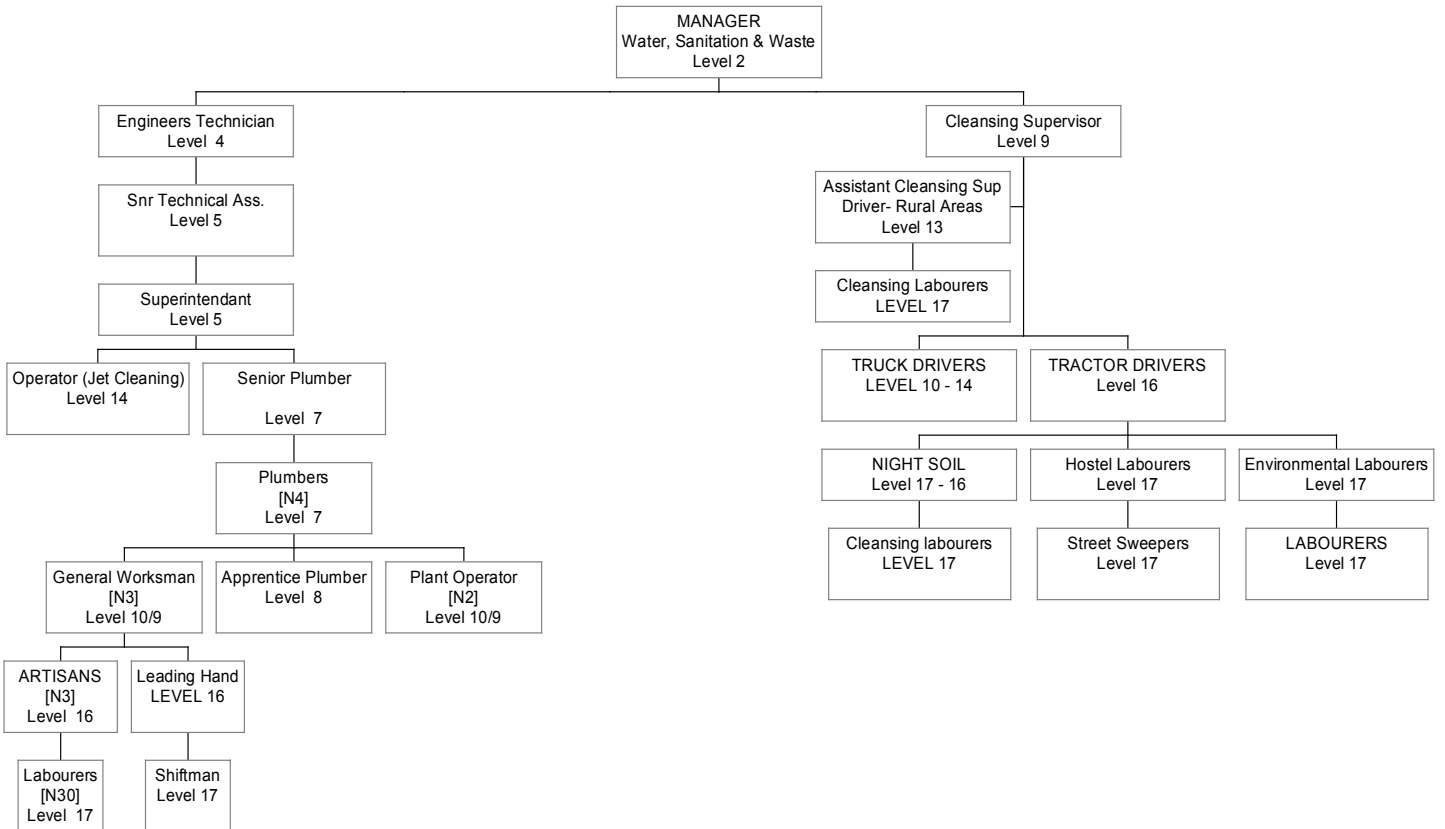 MANAGER
Water, Sanitation & Waste
Level 2
Engineers Technician
Level 4
Cleansing Supervisor
Level 9
Snr Technical Ass.
Level 5
Assistant Cleansing Sup
Driver- Rural Areas
Level 13
Superintendant
Level 5
Cleansing Labourers
LEVEL 17
Operator (Jet Cleaning)
Level 14
Senior Plumber
Level 7
TRUCK DRIVERS
LEVEL 10 - 14
TRACTOR DRIVERS
Level 16
Plumbers
[N4]
Level 7
NIGHT SOIL
Level 17 - 16
Hostel Labourers
Level 17
Environmental Labourers
Level 17
Cleansing labourers
LEVEL 17
Street Sweepers
Level 17
LABOURERS
Level 17
General Worksman
[N3]
Level 10/9
Apprentice Plumber
Level 8
Plant Operator
[N2]
Level 10/9
ARTISANS
[N3]
Level 16
Leading Hand
LEVEL 16
Labourers
[N30]
Level 17
Shiftman
Level 17